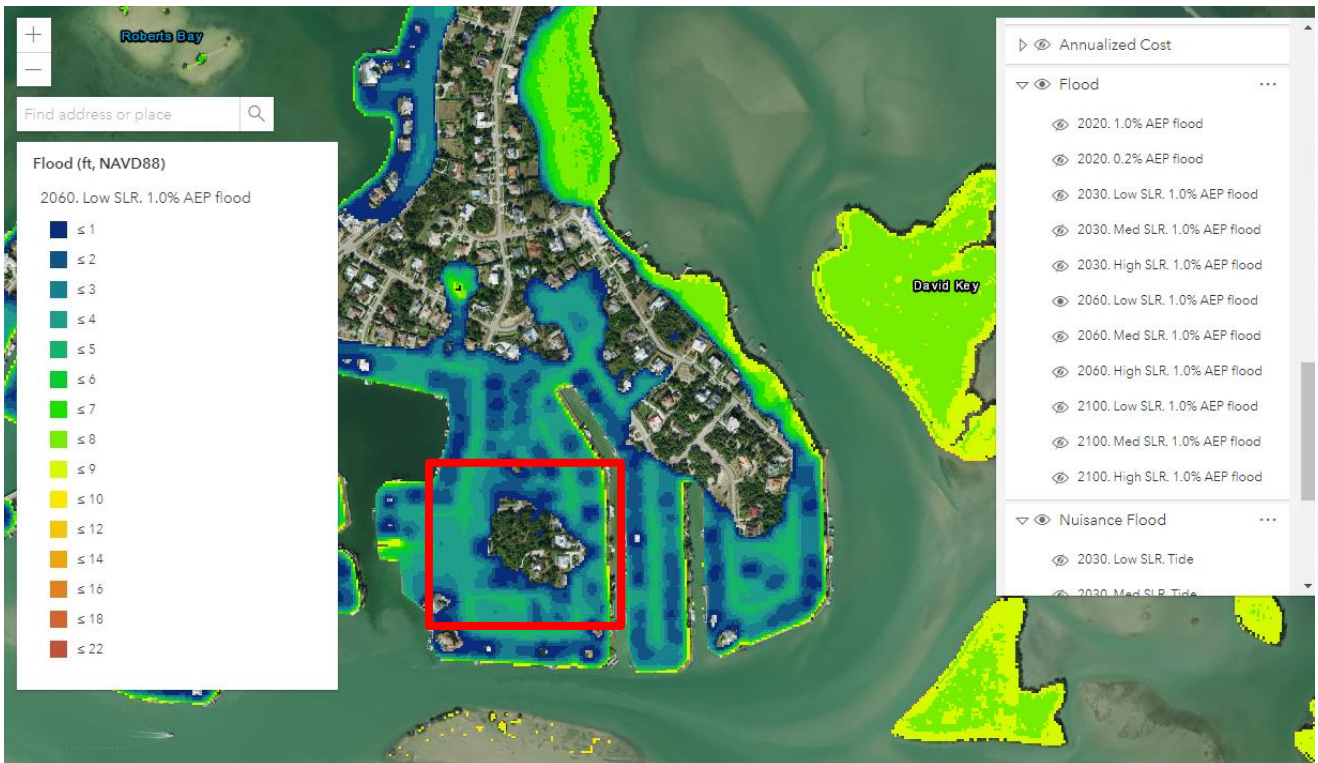 +
Roberts Bay
−
Find address or place
Flood (ft, NAVD88)
2060. Low SLR. 1.0% AEP flood
≤ 1
≤ 2
≤ 3
≤ 4
≤ 5
≤ 6
≤ 7
≤ 8
≤ 9
≤ 10
≤ 12
≤ 14
≤ 16
≤ 18
≤ 22
David Key
Annualized Cost
Flood
2020. 1.0% AEP flood
2020. 0.2% AEP flood
2030. Low SLR. 1.0% AEP flood
2030. Med SLR. 1.0% AEP flood
2030. High SLR. 1.0% AEP flood
2060. Low SLR. 1.0% AEP flood
2060. Med SLR. 1.0% AEP flood
2060. High SLR. 1.0% AEP flood
2100. Low SLR. 1.0% AEP flood
2100. Med SLR. 1.0% AEP flood
2100. High SLR. 1.0% AEP flood
Nuisance Flood
2030. Low SLR. Tide
2030. Med SLR. Tide